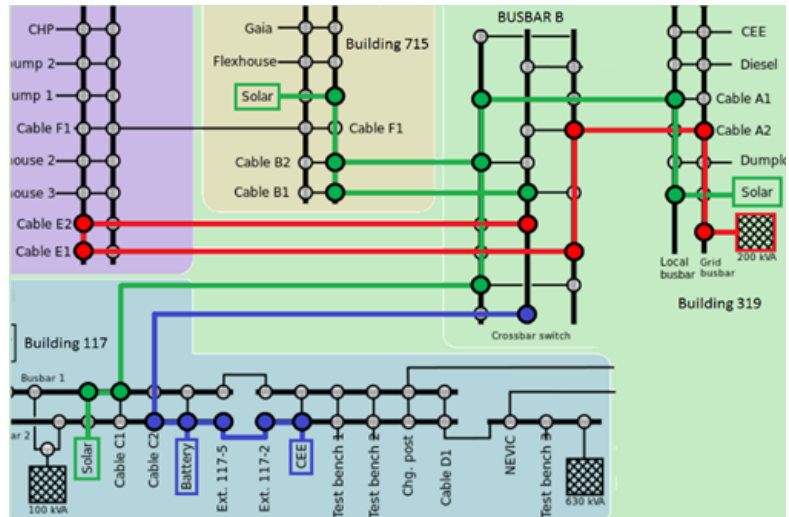 CHP
ump 2
ump 1
Cable F1
ouse 2
ouse 3
Cable E2
Cable E1
Gaia
Building 715
Flexhouse
Solar
Cable F1
Cable B2
Cable B1
BUSBAR B
Crossbar switch
CEE
Diesel
Cable A1
Cable A2
Dumplo
Solar
200 kVA
Local
busbar
Grid
busbar
Building 319
Building 117
Busbar 1
ar 2
100 kVA
Solar
Cable C1
Cable C2
Battery
Ext. 117-5
Ext. 117-2
CEE
Test bench 1
Test bench 2
Chg. post
Cable D1
NEVIC
Test bench 3
630 kVA